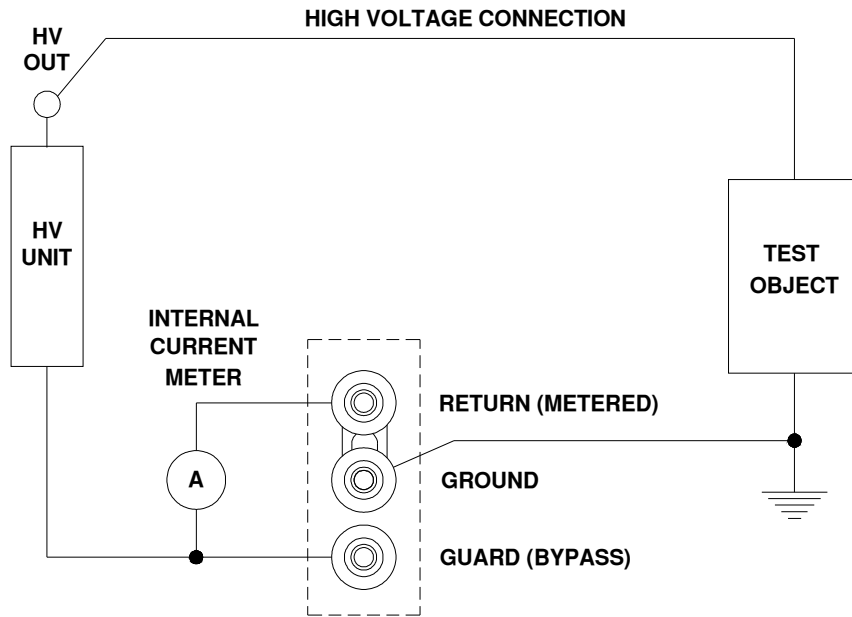 HIGH VOLTAGE CONNECTION
HV
OUT
HV
UNIT
TEST
OBJECT
INTERNAL
CURRENT
METER
RETURN (METERED)
A
GROUND
GUARD (BYPASS)